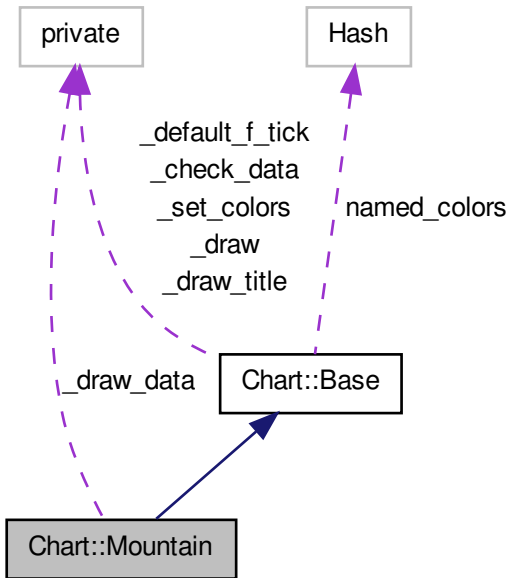 private
Hash
_default_f_tick
_check_data
_set_colors
_draw
_draw_title
named_colors
_draw_data
Chart::Base
Chart::Mountain